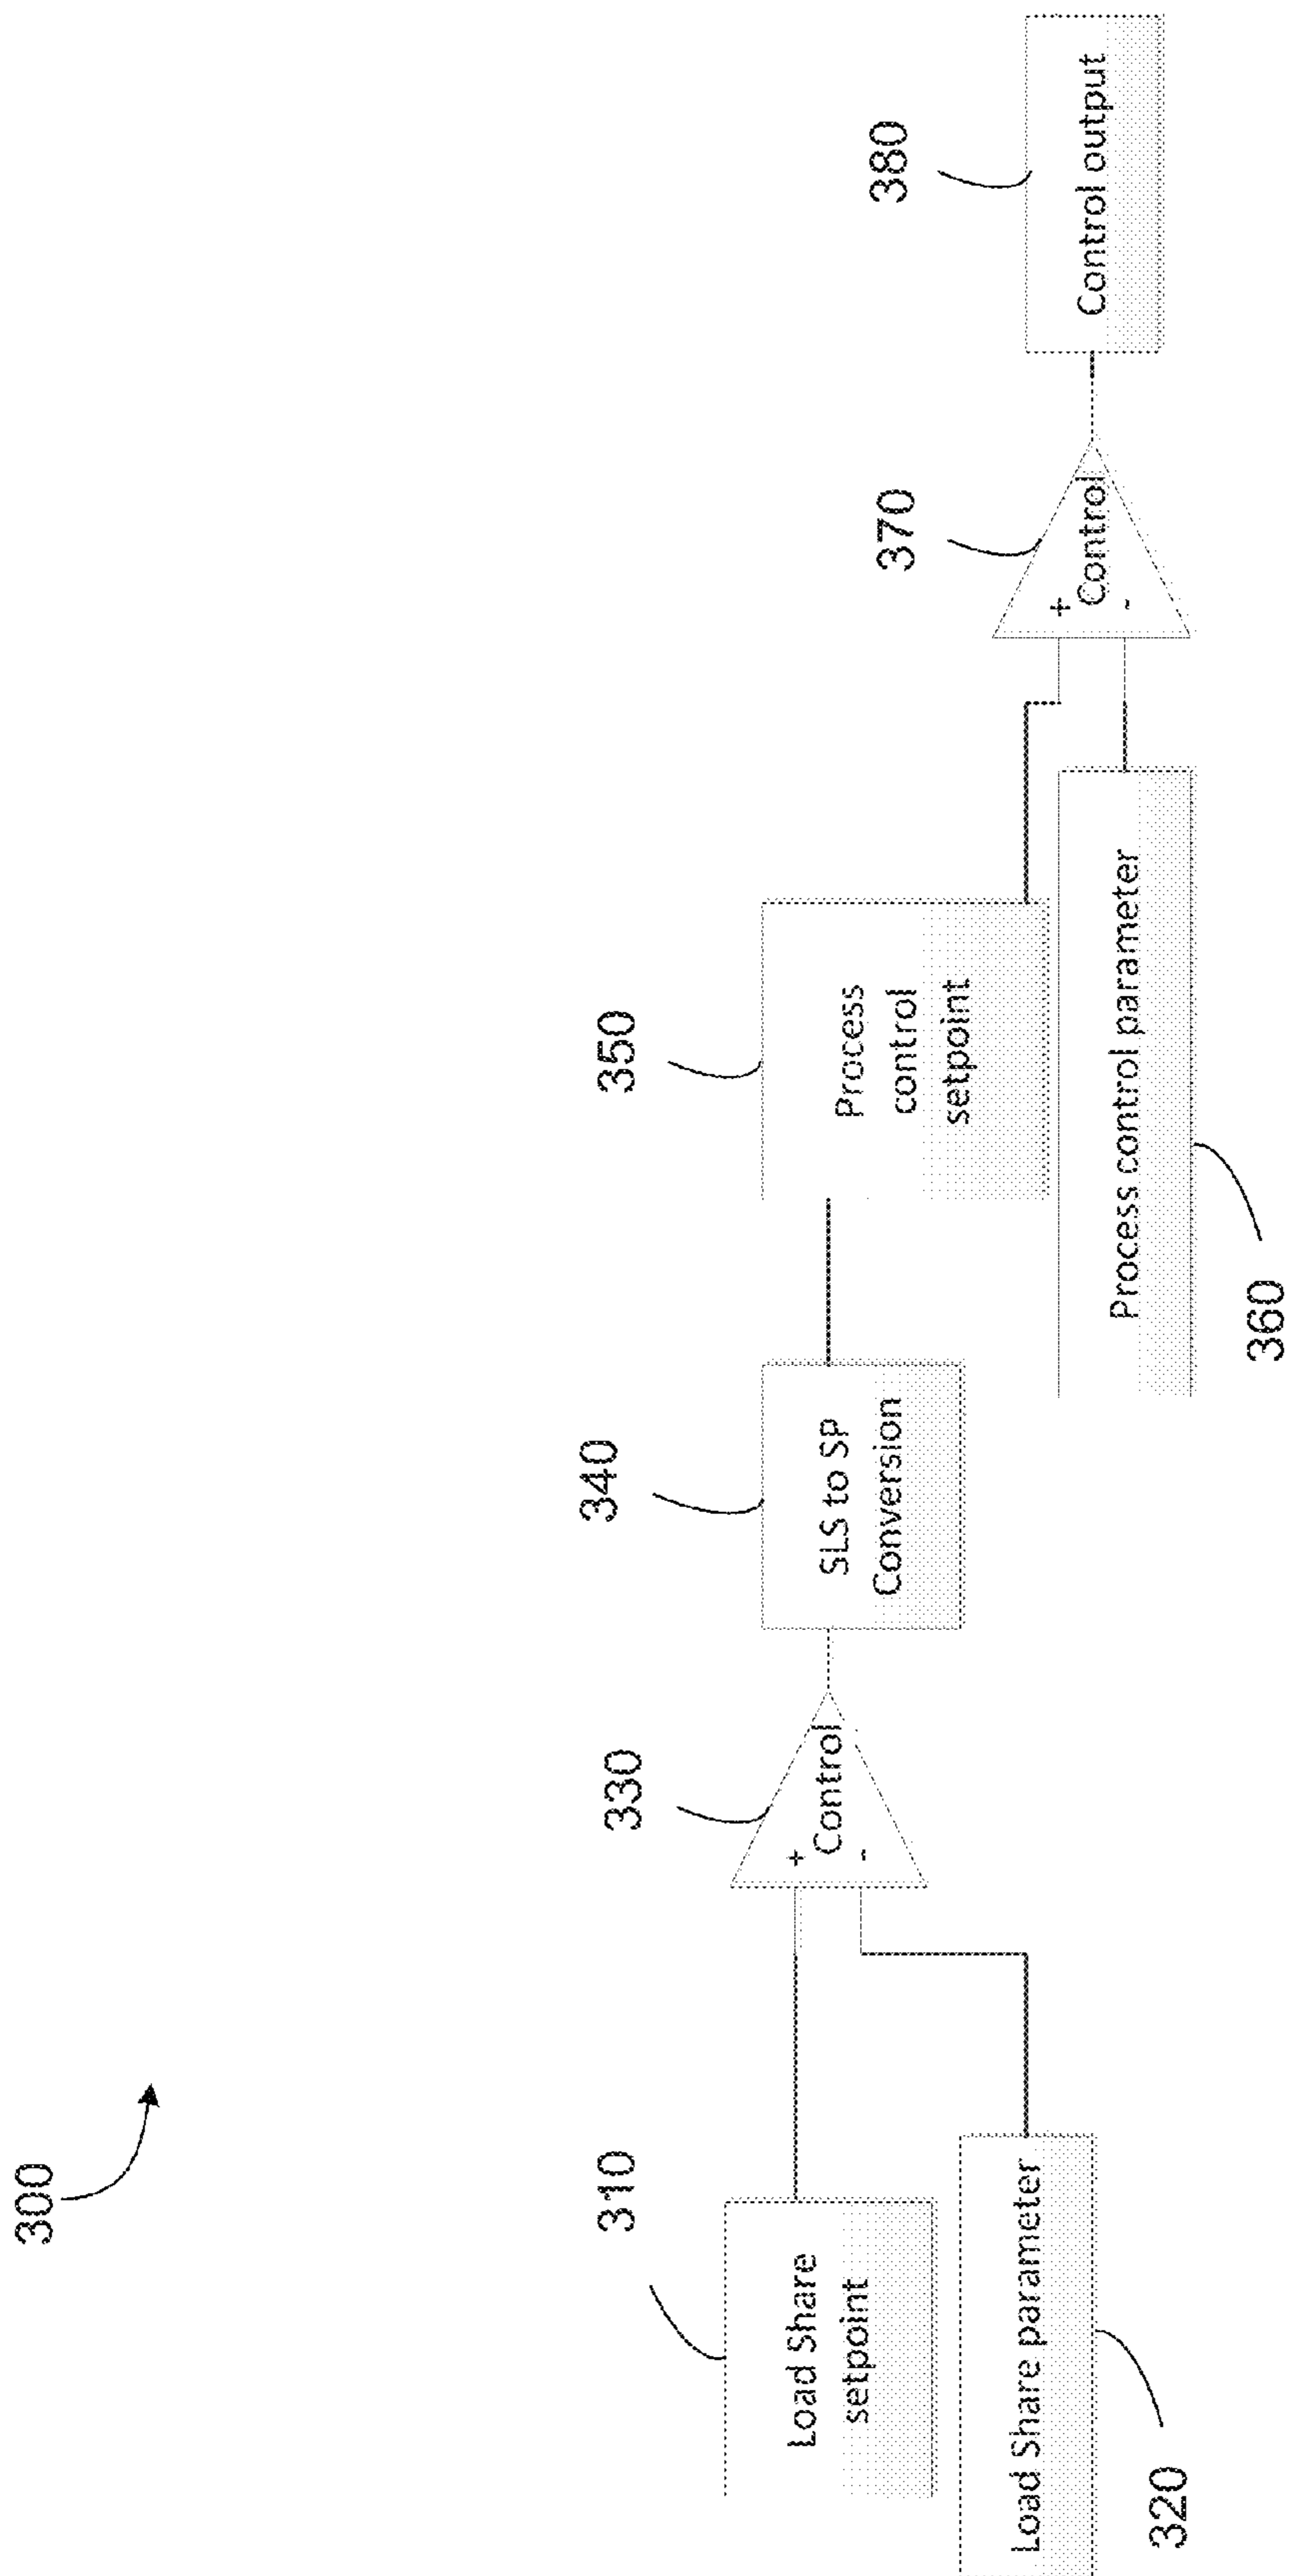 300
310
Load Share
setpoint
320
Load Share parameter
330
+
Control
-
340
SLS to SP
Conversion
350
Process
control
setpoint
360
Process control parameter
370
+
Control
-
380
Control output